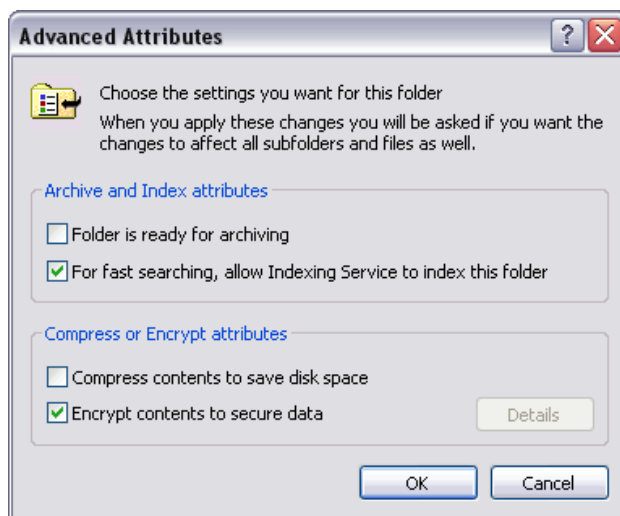 Advanced Attributes
?
Choose the settings you want for this folder
When you apply these changes you will be asked if you want the
changes to affect all subfolders and files as well.
Archive and Index attributes
Folder is ready for archiving
For fast searching, allow Indexing Service to index this folder
Compress or Encrypt attributes
Compress contents to save disk space
Encrypt contents to secure data
Details
OK
Cancel